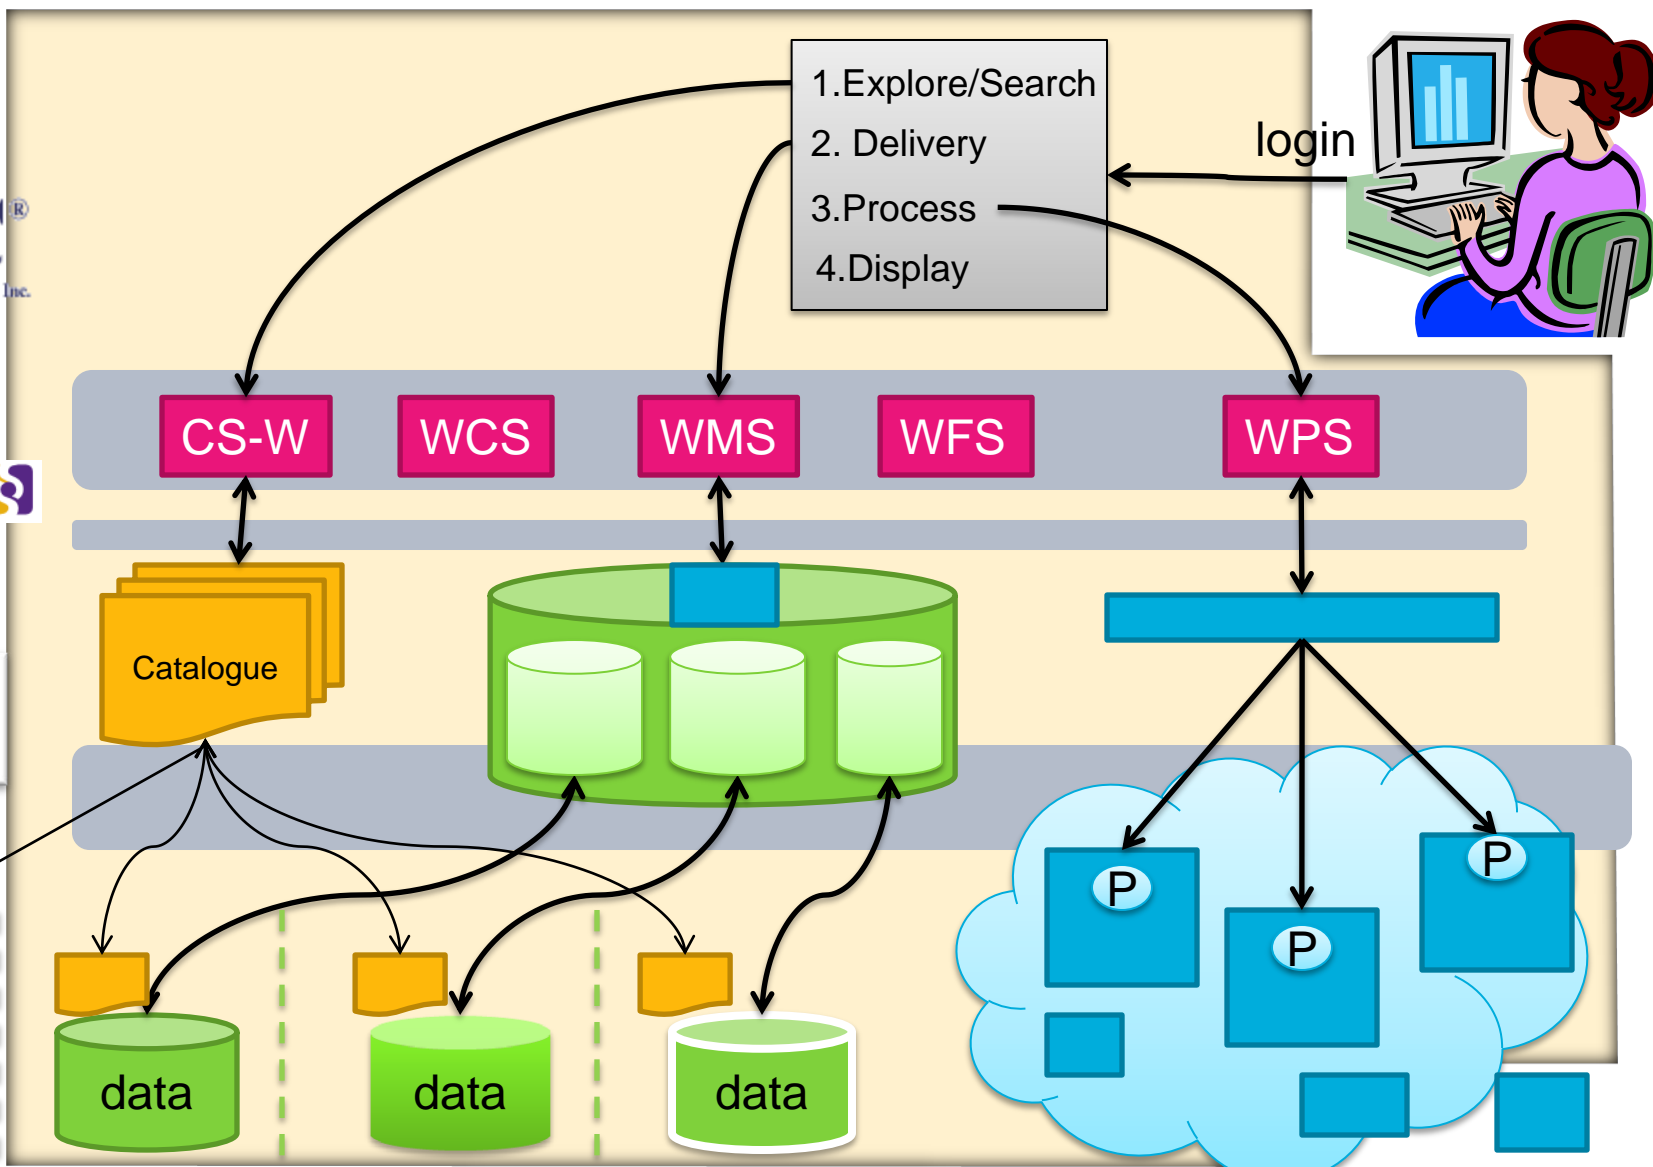 1.Explore/Search
2. Delivery
3.Process
4.Display
login
®
Inc.
CS-W
WCS
WMS
WFS
WPS
Catalogue
P
P
P
data
data
data